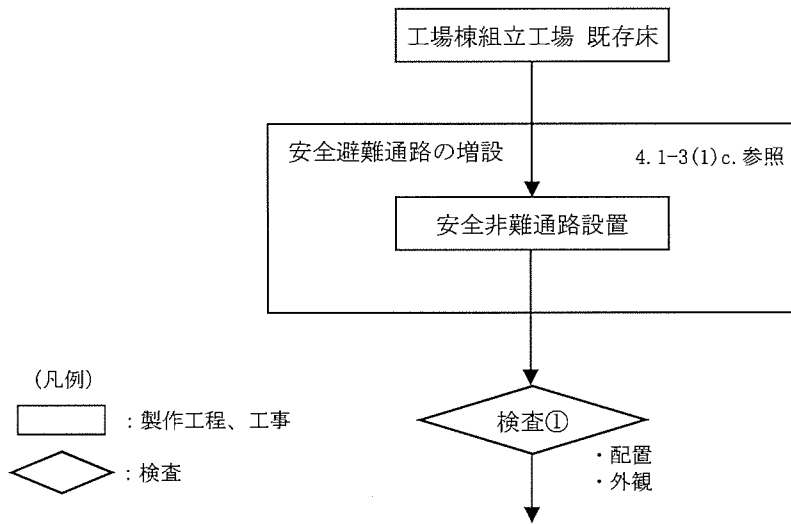 工場棟組立工場 既存床
安全避難通路の増設
4.1-3(1)c.参照
安全非難通路設置
検査①
・配置
・外観
(凡例)
：製作工程、工事
：検査